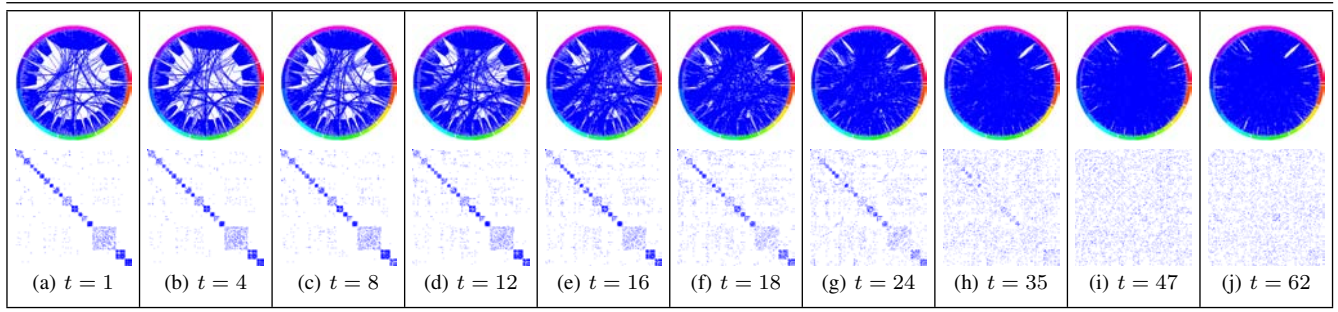 (a) t = 1 (b) t = 4 (c) t = 8 (d) t = 12 (e) t = 16 (f) t = 18 (g) t = 24 (h) t = 35 (i) t = 47 (j) t = 62